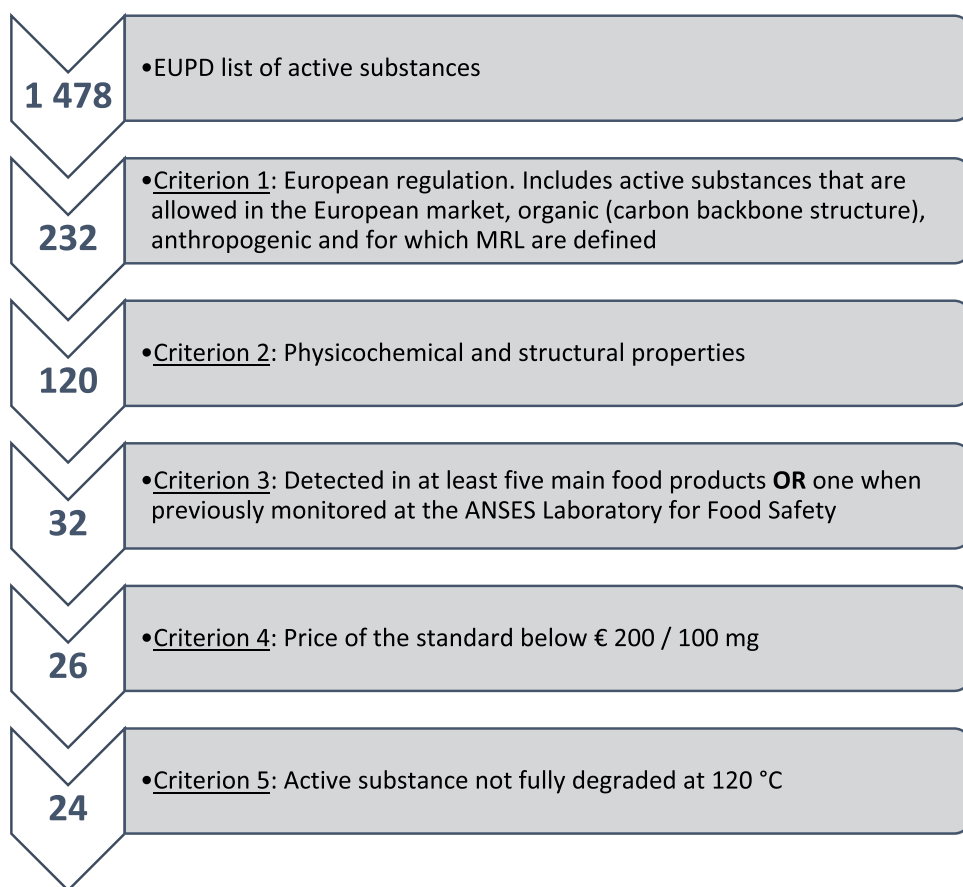 1 478
•EUPD list of active substances
232
•Criterion 1: European regulation. Includes active substances that are
allowed in the European market, organic (carbon backbone structure),
anthropogenic and for which MRL are defined
120
•Criterion 2: Physicochemical and structural properties
32
•Criterion 3: Detected in at least five main food products OR one when
previously monitored at the ANSES Laboratory for Food Safety
26
•Criterion 4: Price of the standard below € 200 / 100 mg
24
•Criterion 5: Active substance not fully degraded at 120 °C